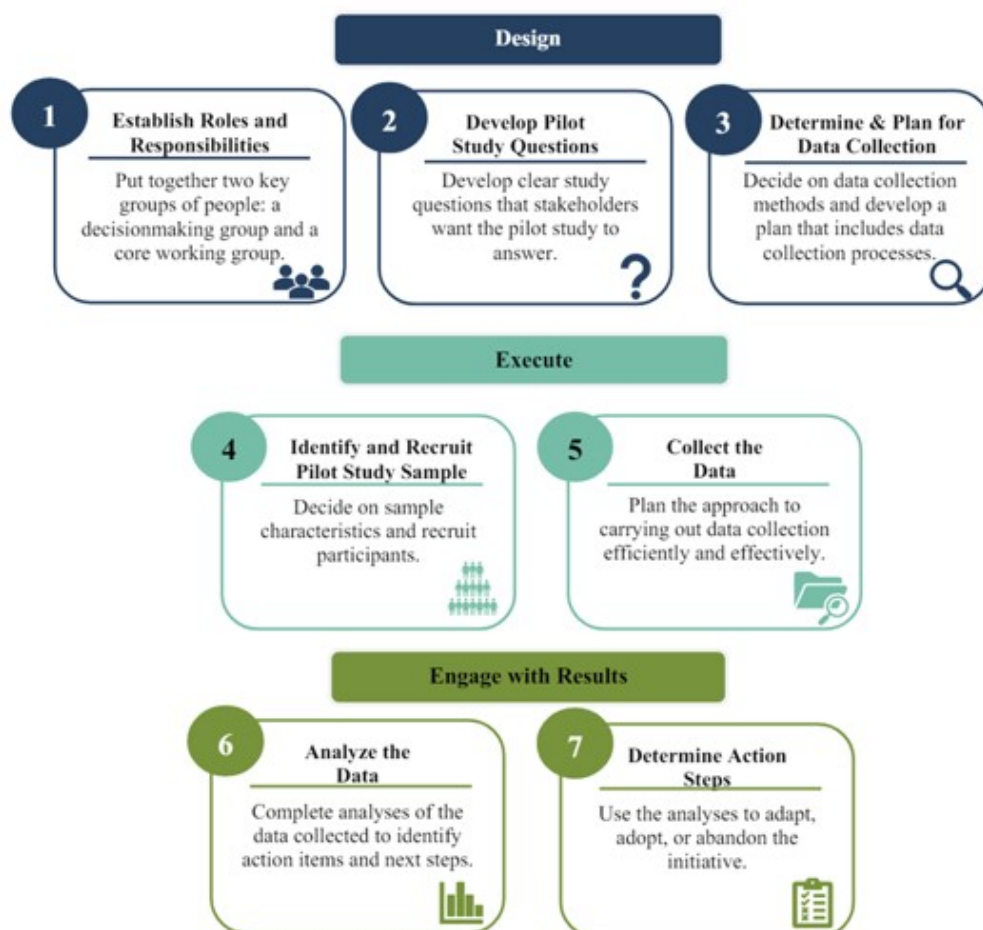 Design
1
Establish Roles and
Responsibilities
Put together two key
groups of people: a
decisionmaking group and a
core working group.
2
Develop Pilot
Study Questions
Develop clear study
questions that stakeholders
want the pilot study to
answer.
?
3
Determine & Plan for
Data Collection
Decide on data collection
methods and develop a
plan that includes data
collection processes.
Execute
4
Identify and Recruit
Pilot Study Sample
Decide on sample
characteristics and recruit
participants.
5
Collect the
Data
Plan the approach to
carrying out data collection
efficiently and effectively.
Engage with Results
6
Analyze the
Data
Complete analyses of the
data collected to identify
action items and next steps.
7
Determine Action
Steps
Use the analyses to adapt,
adopt, or abandon the
initiative.